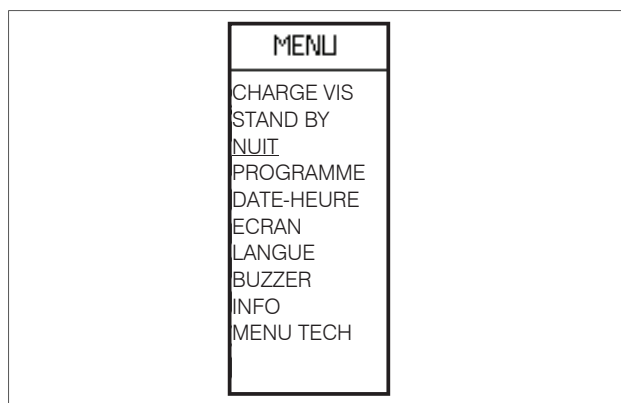 MENU
CHARGE VIS
STAND BY
NUIT
PROGRAMME
DATE-HEURE
ECRAN
LANGUE
BUZZER
INFO
MENU TECH